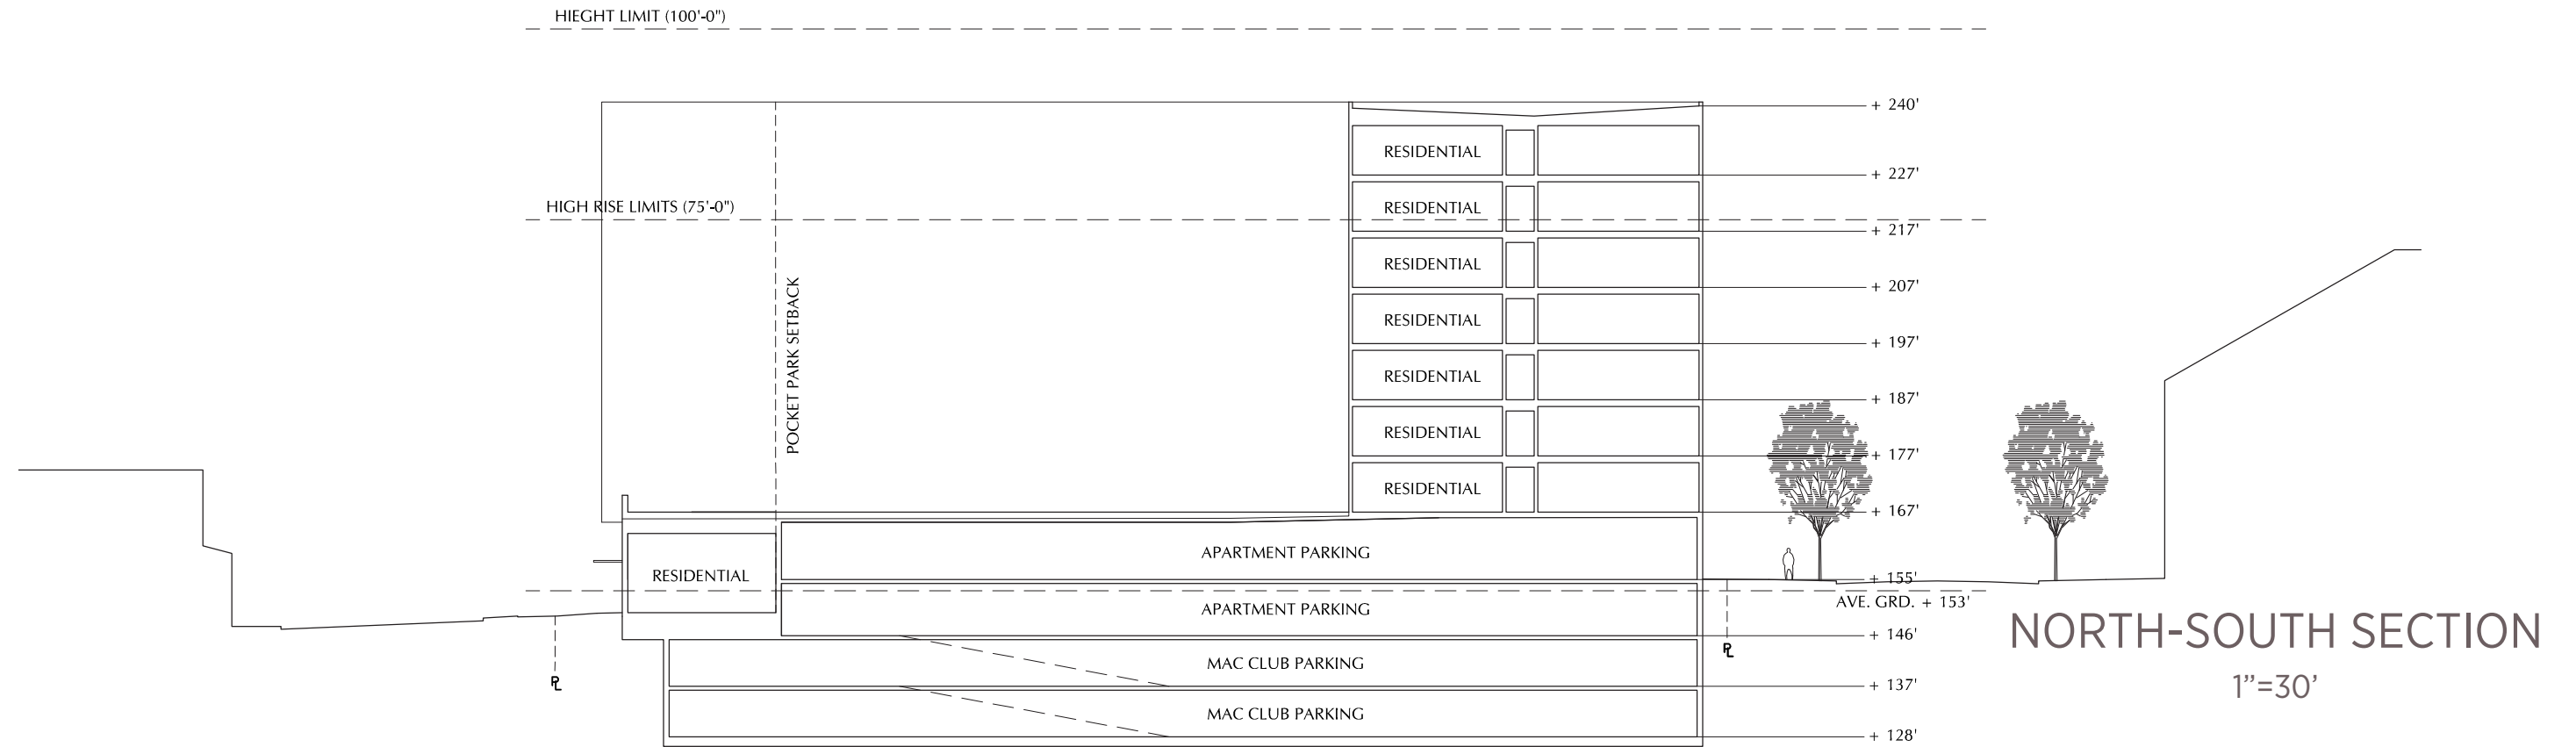 HIEGHT LIMIT (100'-0")
+ 240'
RESIDENTIAL
+ 227'
HIGH RISE LIMITS (75'-0")
RESIDENTIAL
+ 217'
RESIDENTIAL
+ 207'
POCKET PARK SETBACK
RESIDENTIAL
+ 197'
RESIDENTIAL
+ 187'
RESIDENTIAL
+ 177'
RESIDENTIAL
+ 167'
APARTMENT PARKING
RESIDENTIAL
+ 155'
APARTMENT PARKING
AVE. GRD. + 153'
+ 146'
PL
PL
MAC CLUB PARKING
+ 137'
MAC CLUB PARKING
+ 128'
NORTH-SOUTH SECTION
1”=30’